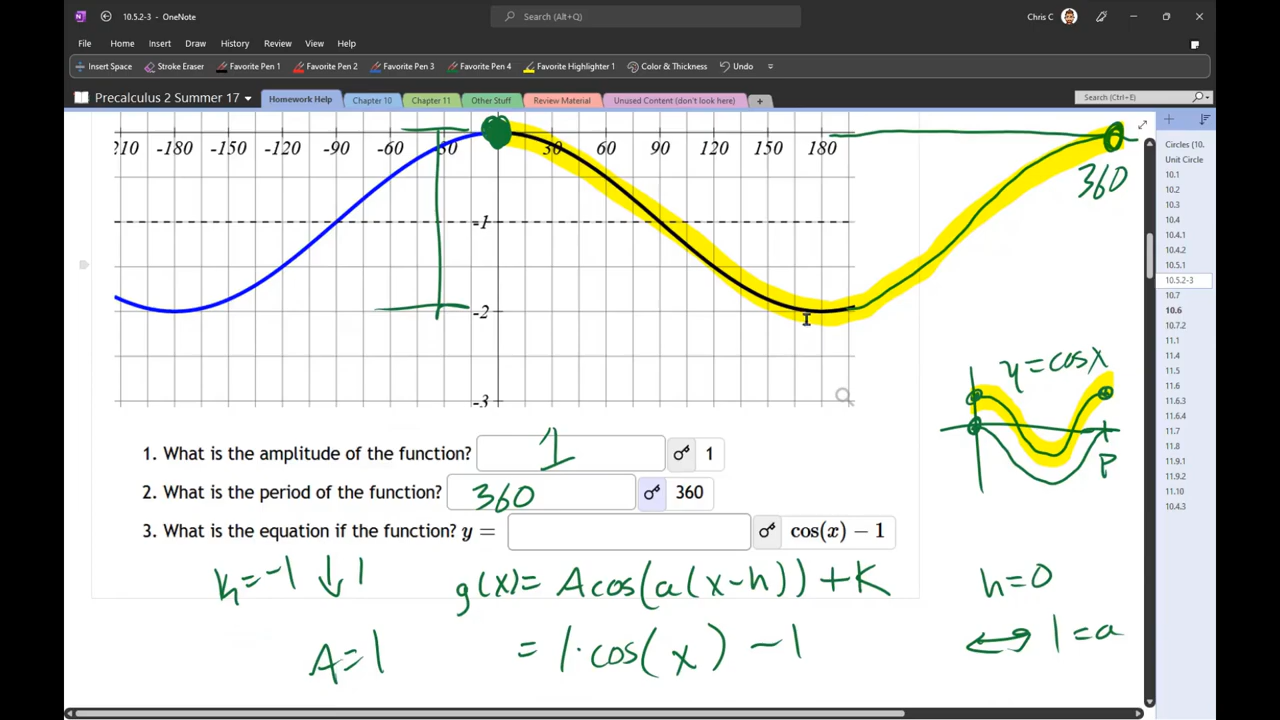 10.5.2-3 - OneNote
Search (Alt+Q)
Chris C
File Home Insert Draw History Review View Help
Insert Space Stroke Eraser Favorite Pen 1 Favorite Pen 2 Favorite Pen 3 Favorite Pen 4 Favorite Highlighter 1 Color & Thickness Undo
Precalculus 2 Summer 17 Homework Help Chapter 10 Chapter 11 Other Stuff Review Material Unused Content (don't look here) +
Search (Ctrl+E)
-180 -150 -120 -90 -60 30 60 90 120 150 180
360
-1
-2
-3
y=cosx
P
1. What is the amplitude of the function? 1 1
2. What is the period of the function? 360 360
3. What is the equation if the function? y = cos(x) − 1
k=-1 ↓ 1 g(x)= Acos(a(x-h)) +K h=0
A=1 = 1·cos(x) -1 ↔ 1=a
Circles (10.
Unit Circle
10.1
10.2
10.3
10.4
10.4.1
10.4.2
10.5.1
10.5.2-3
10.7
10.6
10.7.2
11.1
11.4
11.5
11.6
11.6.3
11.6.4
11.7
11.8
11.9.1
11.9.2
11.10
10.4.3